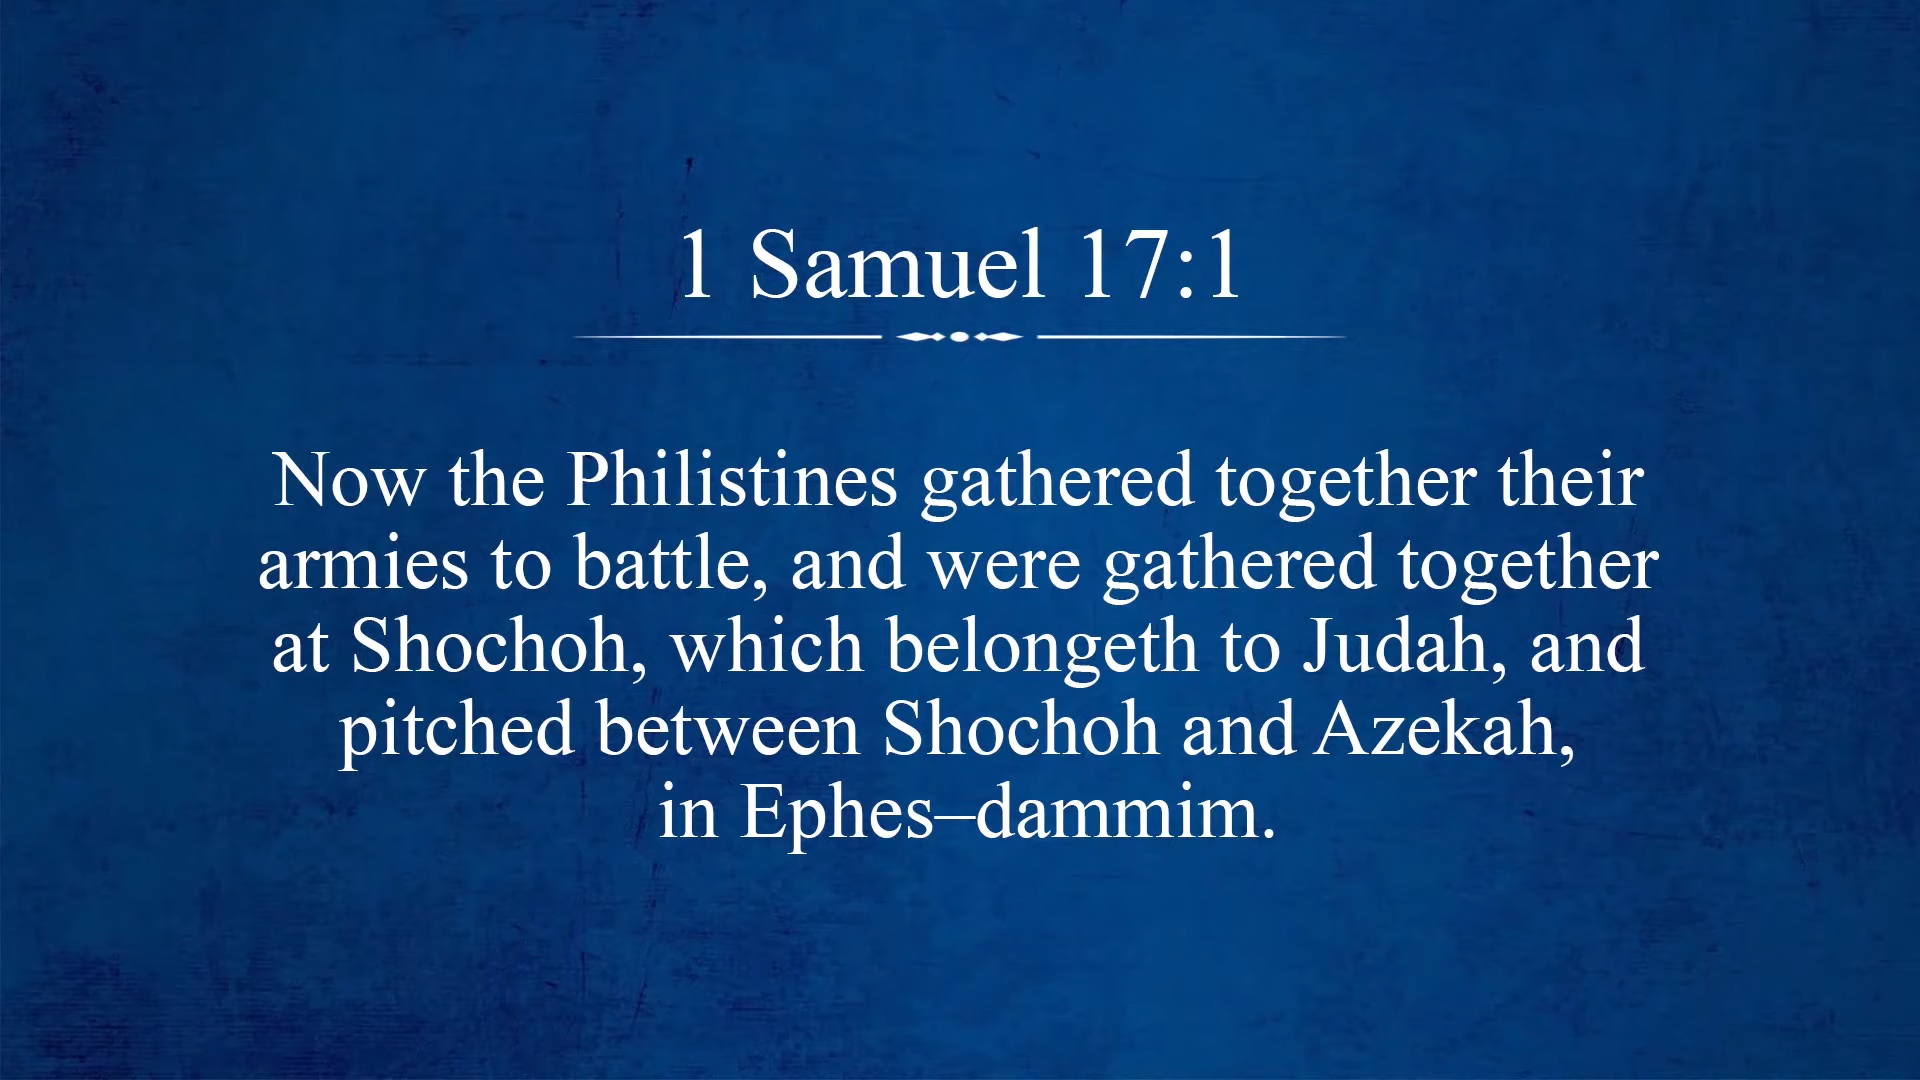 1 Samuel 17:1
Now the Philistines gathered together their
armies to battle, and were gathered together
at Shochoh, which belongeth to Judah, and
pitched between Shochoh and Azekah,
in Ephes–dammim.